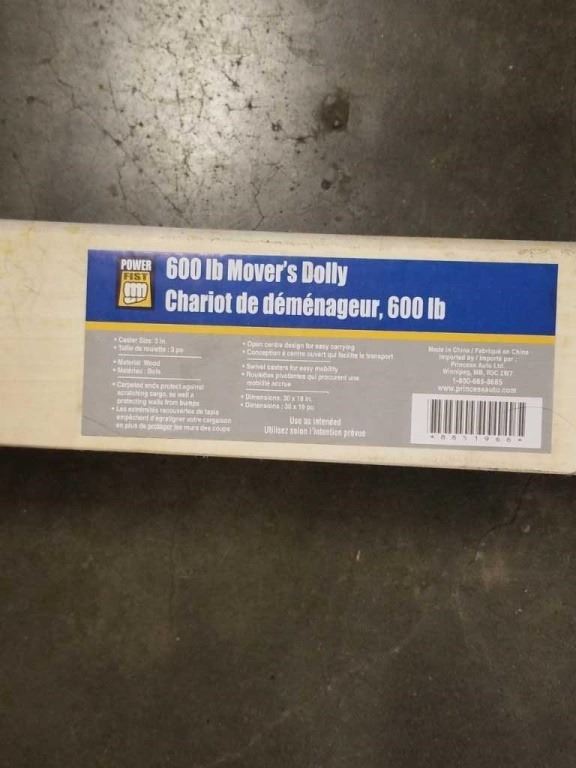 POWER
FIST
600 lb Mover's Dolly
Chariot de déménageur, 600 lb
• Caster Size: 3 in.
• Taille de roulette : 3 po
• Material: Wood
• Matériau : Bois
• Carpeted ends protect against
scratching cargo, as well a
protecting walls from bumps
• Les extrémités recouvertes de tapis
empêchent d'égratigner votre cargaison
en plus de protéger les murs des coups
• Open centre design for easy carrying
• Conception à centre ouvert qui facilite le transport
• Swivel casters for easy mobility
• Roulettes pivotantes qui procurent une
mobilité accrue
• Dimensions: 30 x 18 in.
• Dimensions : 30 x 18 po
Use as intended
Utilisez selon l'intention prévue
Made in China / Fabriqué en Chine
Imported by / Importé par :
Princess Auto Ltd.
Winnipeg, MB, R3C 2W7
1-800-665-8685
www.princessauto.com
*8851966*